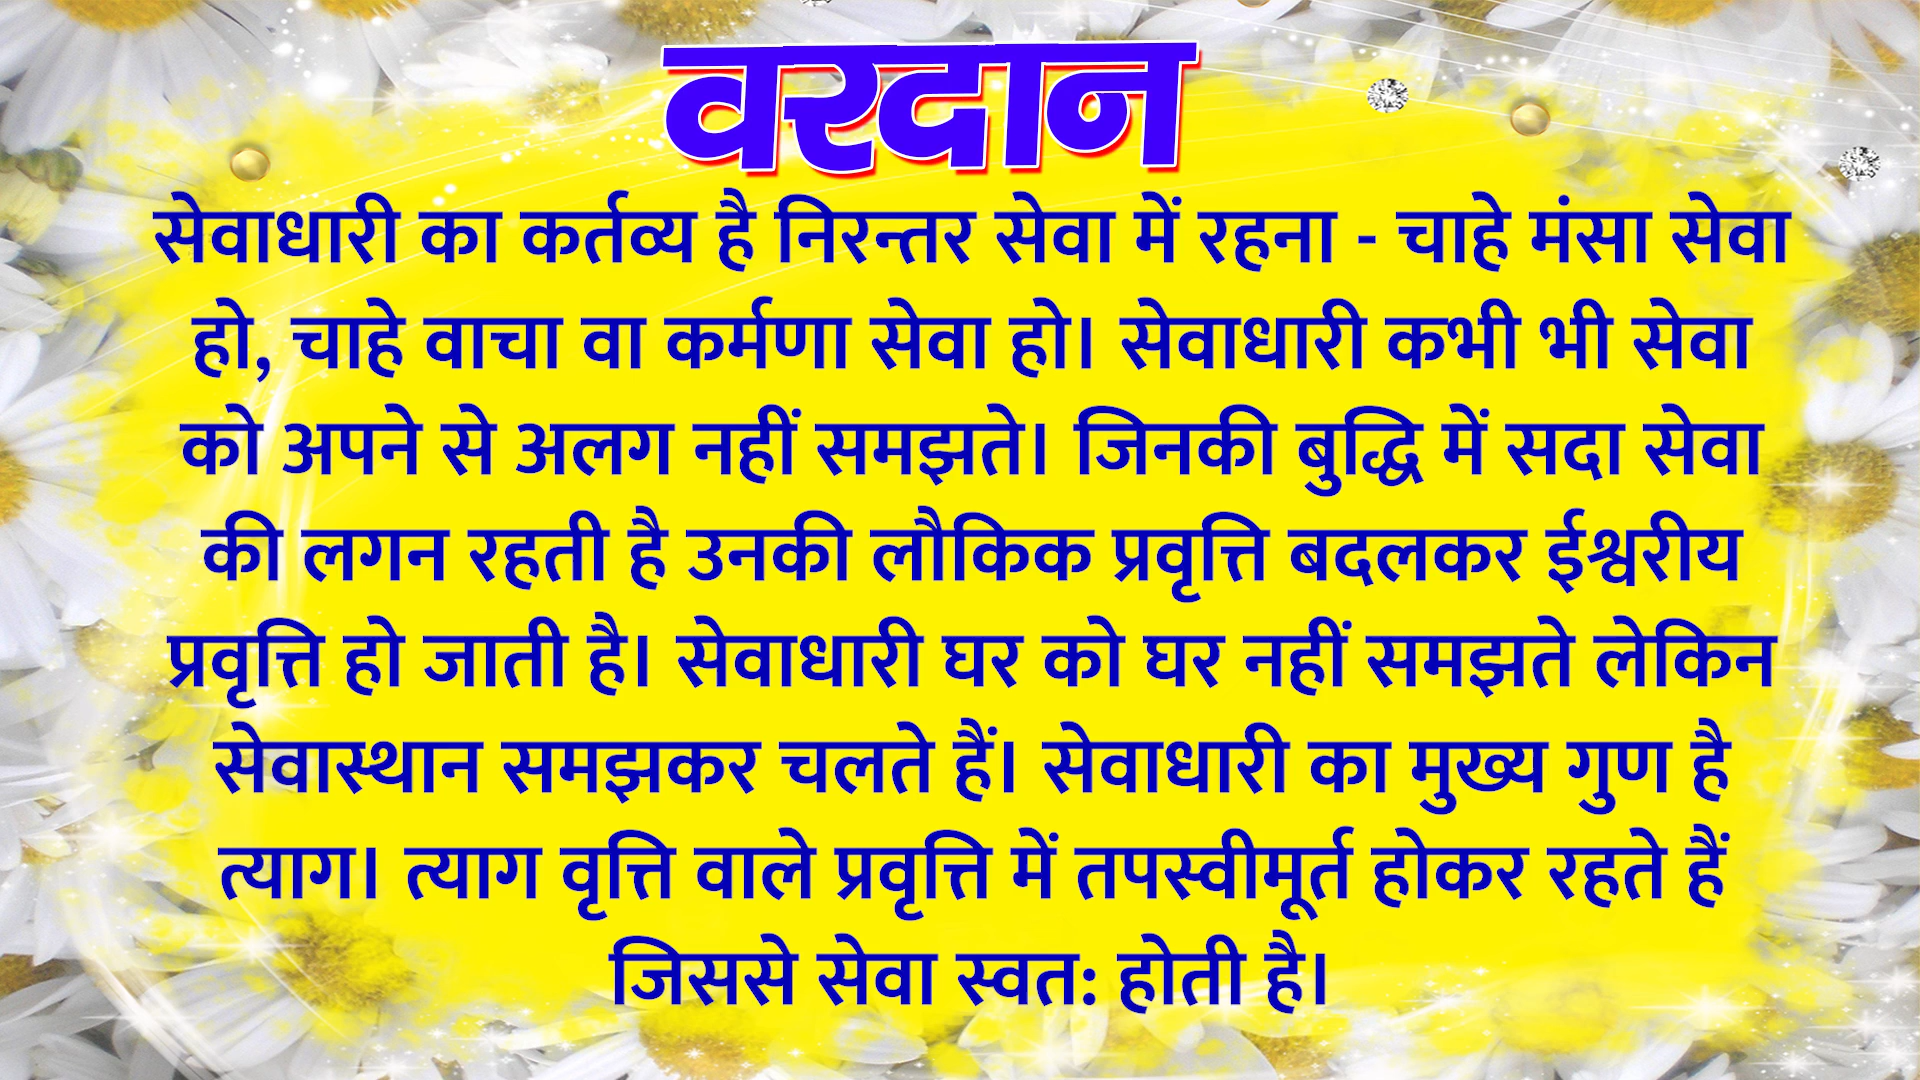 वरदान
सेवाधारी का कर्तव्य है निरन्तर सेवा में रहना - चाहे मंसा सेवा
हो, चाहे वाचा वा कर्मणा सेवा हो। सेवाधारी कभी भी सेवा
को अपने से अलग नहीं समझते। जिनकी बुद्धि में सदा सेवा
की लगन रहती है उनकी लौकिक प्रवृत्ति बदलकर ईश्वरीय
प्रवृत्ति हो जाती है। सेवाधारी घर को घर नहीं समझते लेकिन
सेवास्थान समझकर चलते हैं। सेवाधारी का मुख्य गुण है
त्याग। त्याग वृत्ति वाले प्रवृत्ति में तपस्वीमूर्त होकर रहते हैं
जिससे सेवा स्वत: होती है।